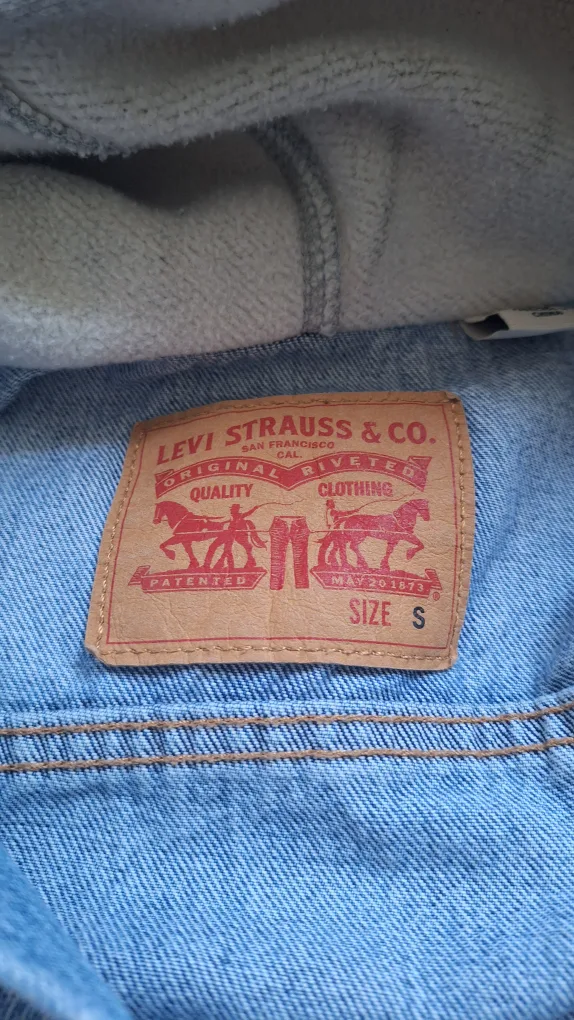 LEVI STRAUSS & CO.
SAN FRANCISCO
CAL.
ORIGINAL RIVETED
QUALITY CLOTHING
PATENTED MAY 20 1873
®
SIZE S